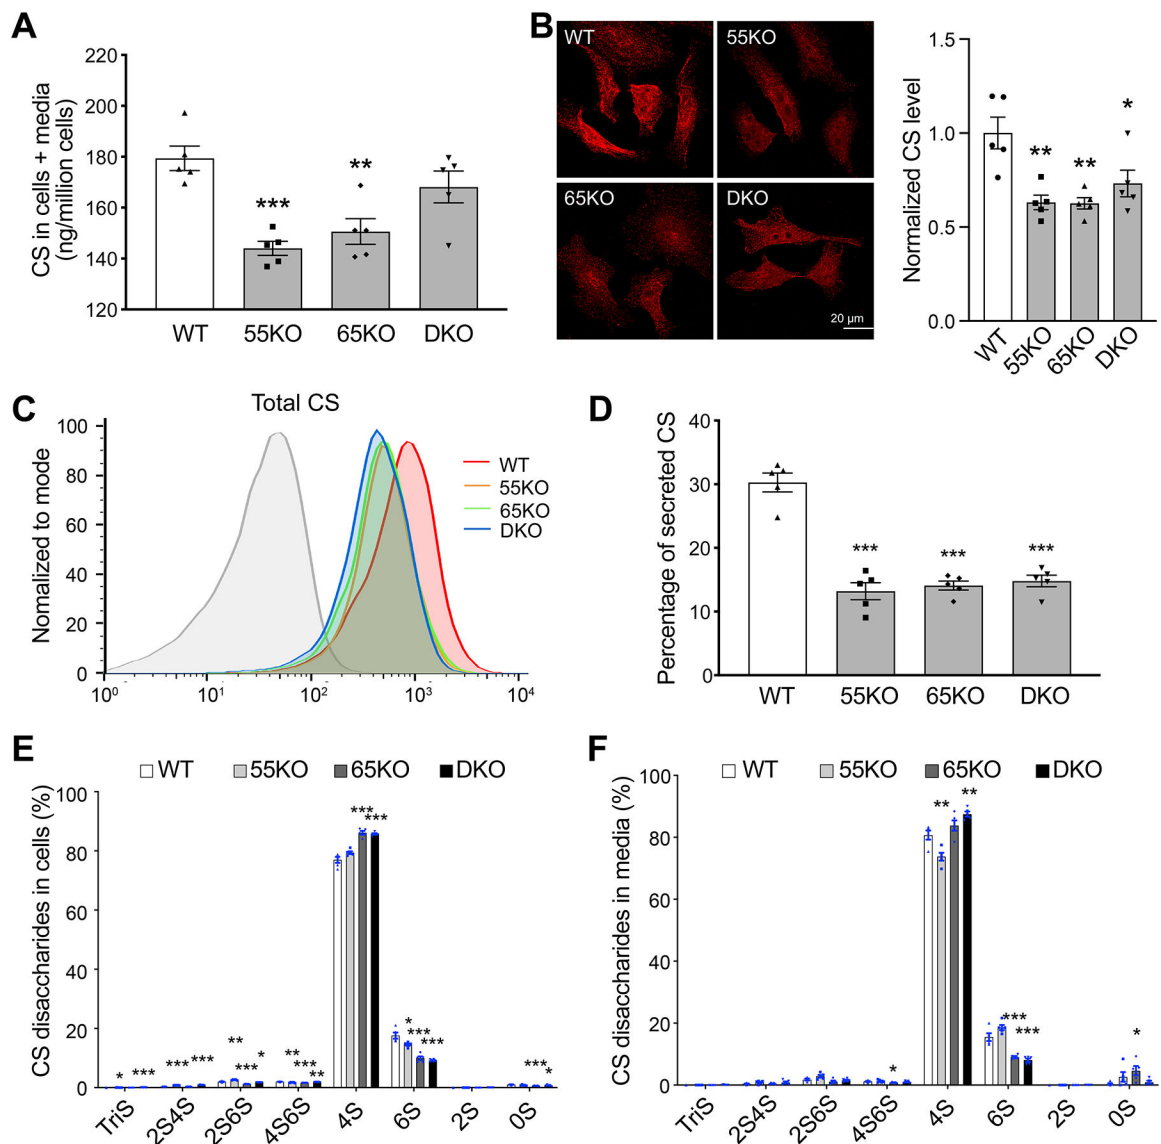 A
CS in cells + media
(ng/million cells)
220
200
180
160
140
120
***
**
WT
55KO
65KO
DKO
B
WT
55KO
65KO
DKO
20 µm
Normalized CS level
1.5
1.0
0.5
0.0
**
**
*
WT
55KO
65KO
DKO
C
Total CS
Nomalized to mode
100
80
60
40
20
0
10⁰
10¹
10²
10³
10⁴
WT
55KO
65KO
DKO
D
Percentage of secreted CS
40
30
20
10
0
***
***
***
WT
55KO
65KO
DKO
E
WT
55KO
65KO
DKO
CS disaccharides in cells (%)
100
80
60
40
20
0
*
***
***
***
**
***
*
**
***
**
***
***
*
***
***
***
*
TriS
2S4S
2S6S
4S6S
4S
6S
2S
0S
F
WT
55KO
65KO
DKO
CS disaccharides in media (%)
100
80
60
40
20
0
*
**
**
***
***
*
TriS
2S4S
2S6S
4S6S
4S
6S
2S
0S